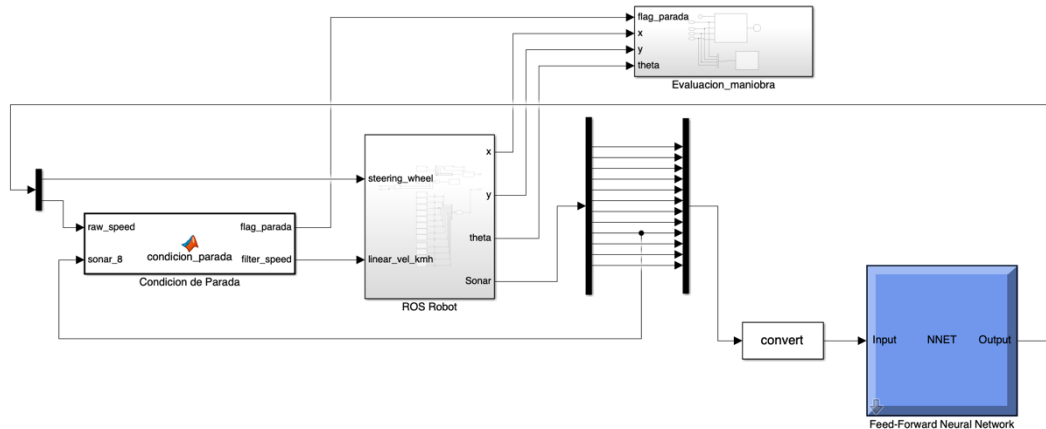 flag_parada
x
y
theta
Evaluacion_maniobra
steering_wheel
x
y
theta
Sonar
linear_vel_kmh
ROS Robot
raw_speed
flag_parada
condicion_parada
sonar_8
filter_speed
Condicion de Parada
convert
Input
NNET
Output
Feed-Forward Neural Network